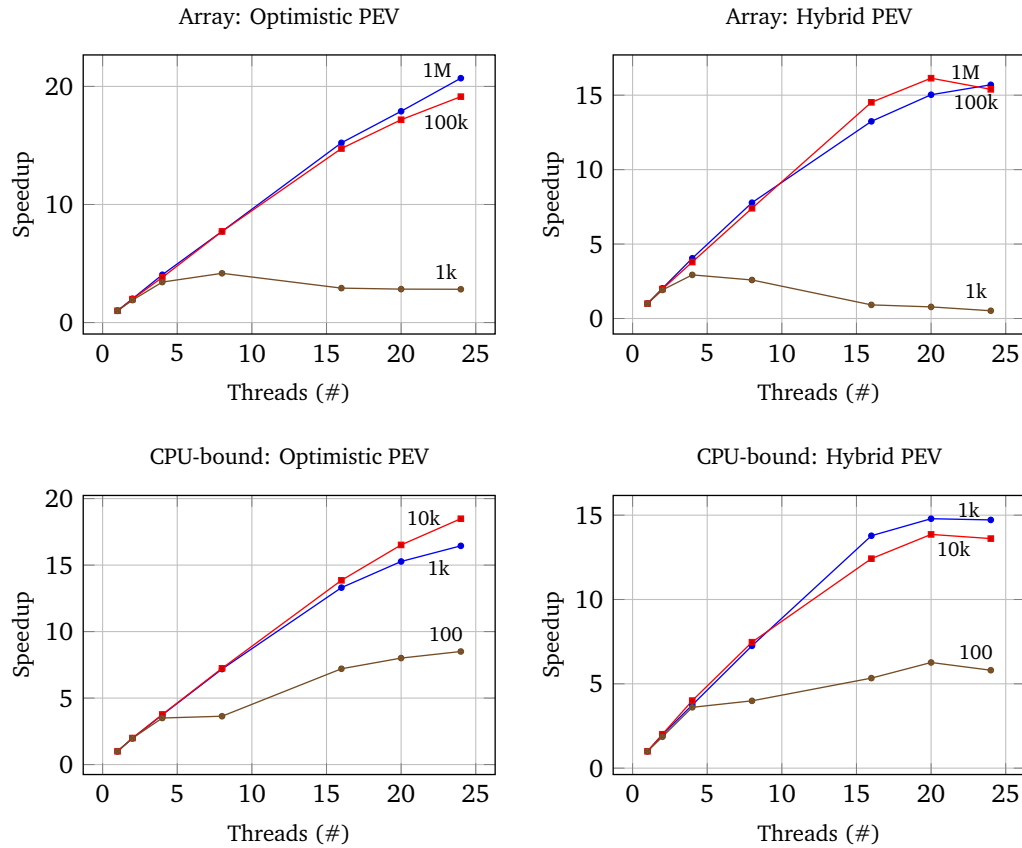 Array: Optimistic PEV
20
10
0
Speedup
1M
100k
1k
0 5 10 15 20 25
Threads (#)
Array: Hybrid PEV
15
10
5
0
Speedup
1M
100k
1k
0 5 10 15 20 25
Threads (#)
CPU-bound: Optimistic PEV
20
15
10
5
0
Speedup
10k
1k
100
0 5 10 15 20 25
Threads (#)
CPU-bound: Hybrid PEV
15
10
5
0
Speedup
1k
10k
100
0 5 10 15 20 25
Threads (#)